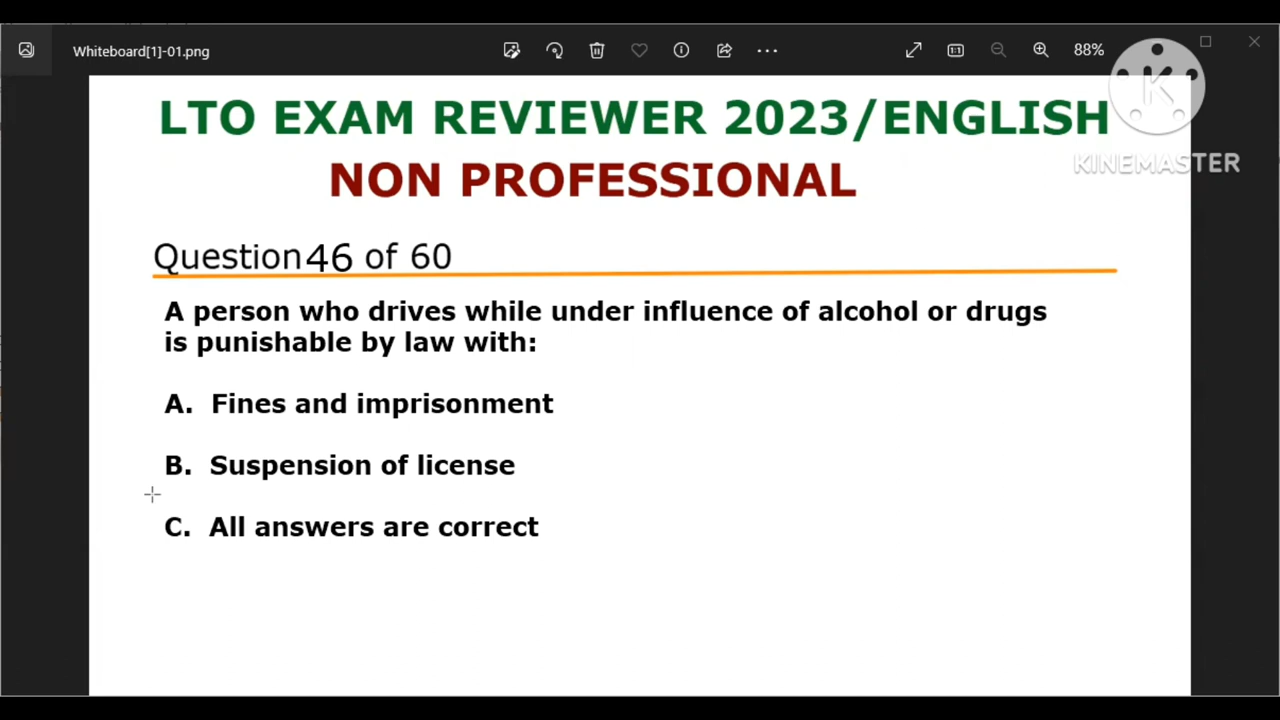 Whiteboard[1]-01.png
88%
LTO EXAM REVIEWER 2023/ENGLISH
NON PROFESSIONAL
KINEMASTER
Question46 of 60
A person who drives while under influence of alcohol or drugs
is punishable by law with:
A. Fines and imprisonment
B. Suspension of license
C. All answers are correct